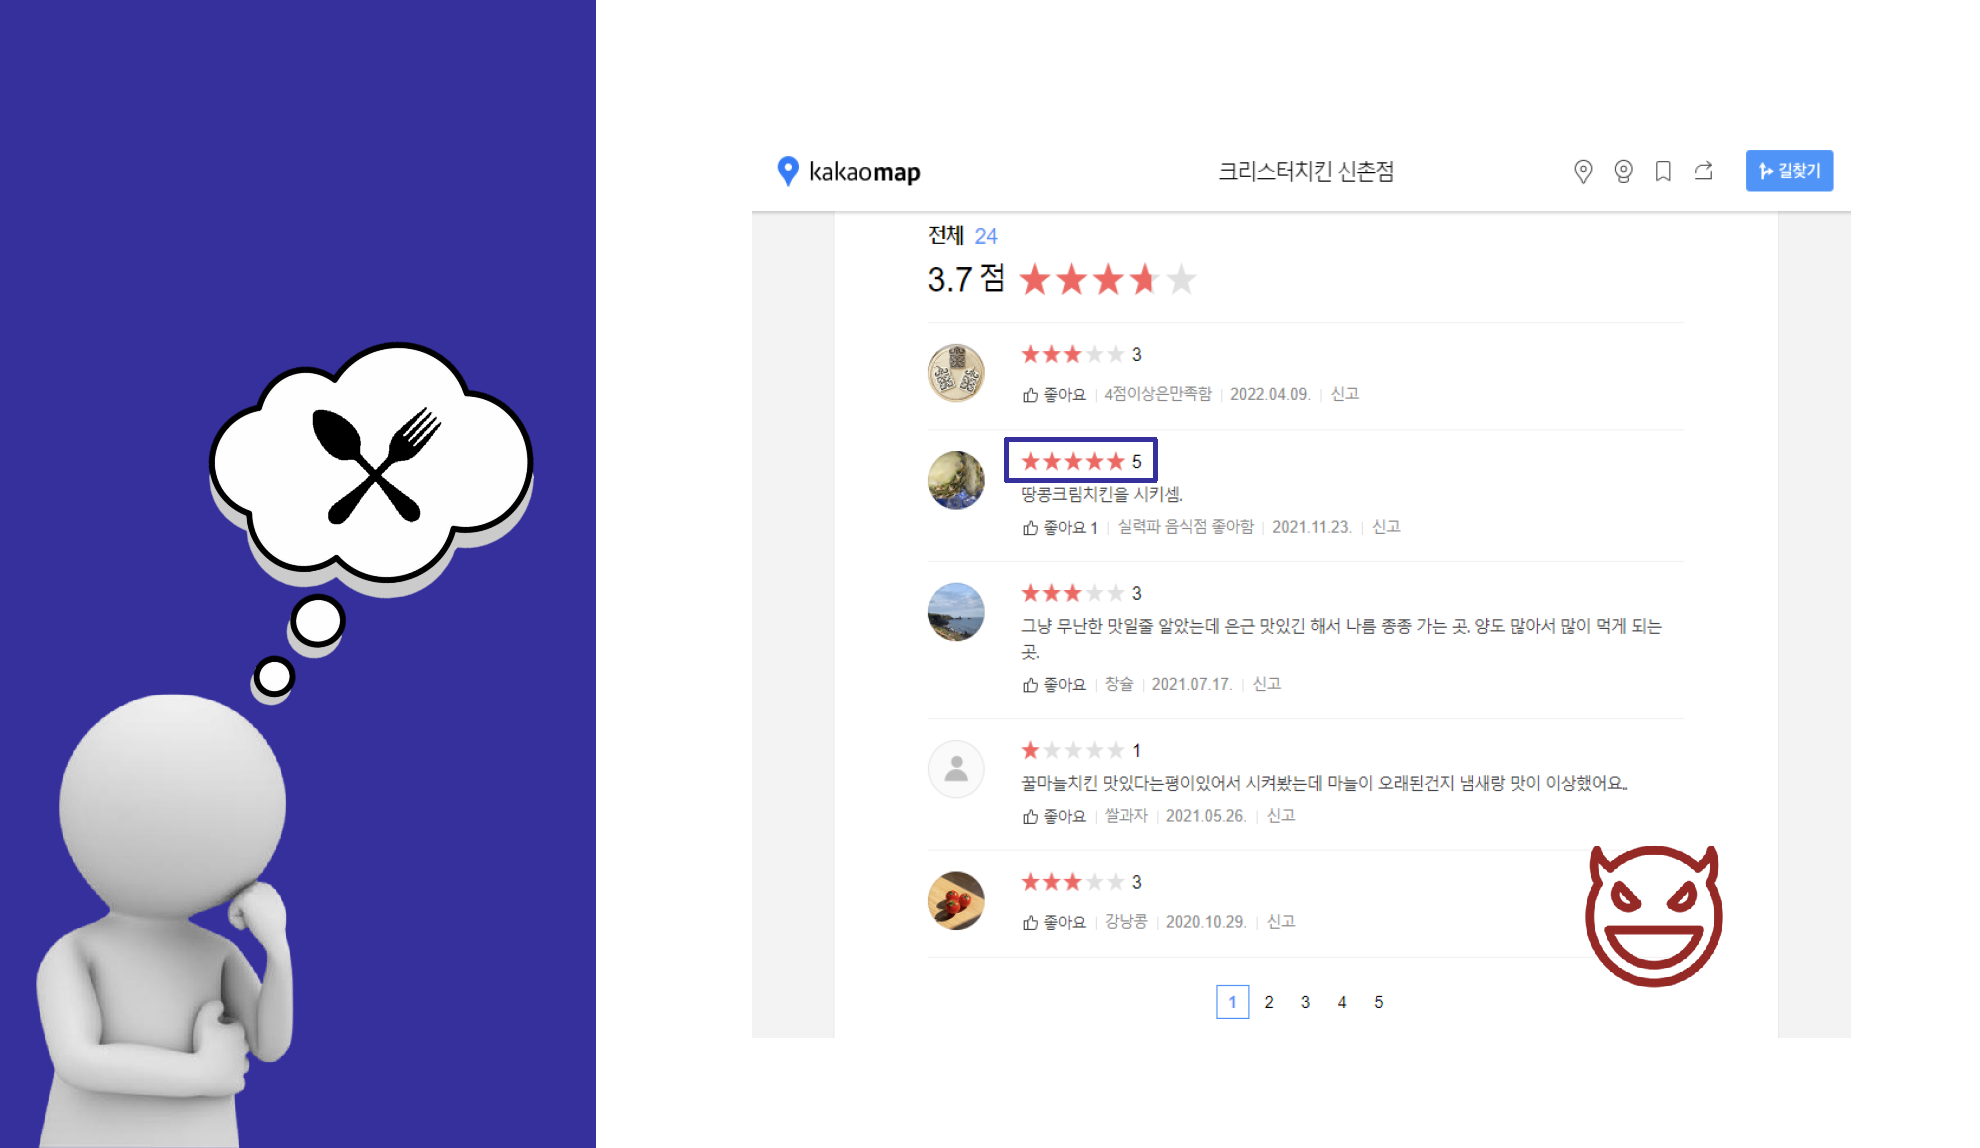 kakaomap
크리스터치킨 신촌점
길찾기
전체 24
3.7 점
3
좋아요 4점이상은만족함 2022.04.09. 신고
5
땅콩크림치킨을 시키셈.
좋아요 1 실력파 음식점 좋아함 2021.11.23. 신고
3
그냥 무난한 맛일줄 알았는데 은근 맛있긴 해서 나름 종종 가는 곳. 양도 많아서 많이 먹게 되는
곳.
좋아요 창슐 2021.07.17. 신고
1
꿀마늘치킨 맛있다는평이있어서 시켜봤는데 마늘이 오래된건지 냄새랑 맛이 이상했어요..
좋아요 쌀과자 2021.05.26. 신고
3
좋아요 강낭콩 2020.10.29. 신고
1 2 3 4 5